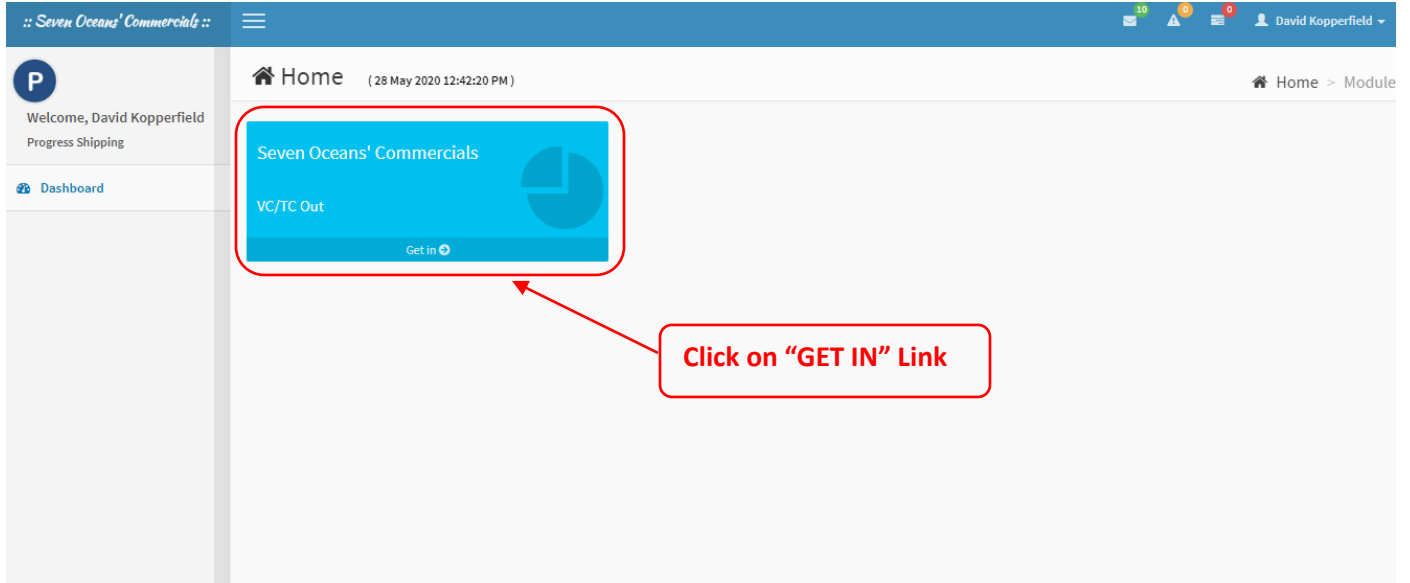 :: Seven Oceans' Commercials ::
10
0
0
David Kopperfield
P
Welcome, David Kopperfield
Progress Shipping
Dashboard
Home ( 28 May 2020 12:42:20 PM )
Home > Module
Seven Oceans' Commercials
VC/TC Out
Get in
Click on “GET IN” Link